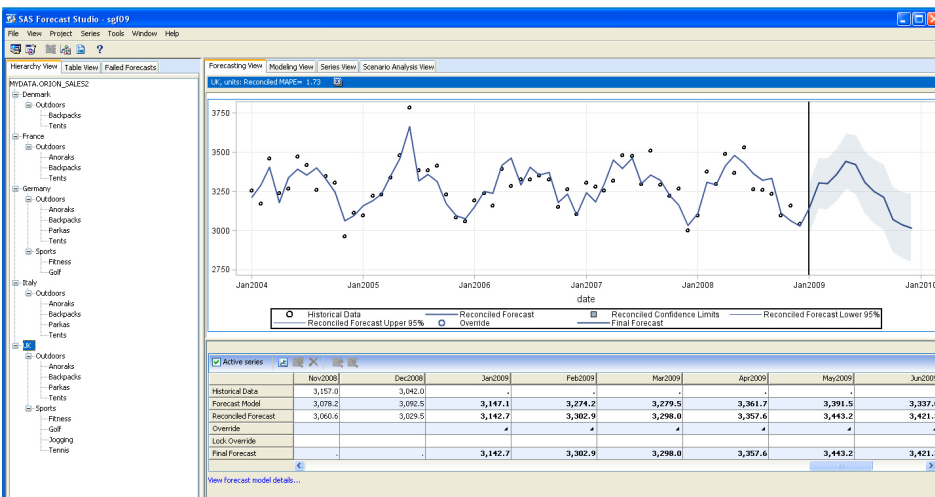 SAS Forecast Studio - sgf09
File View Project Series Tools Window Help
Hierarchy View Table View Failed Forecasts
MYDATA.ORION_SALES2
Denmark
Outdoors
Backpacks
Tents
France
Outdoors
Anoraks
Backpacks
Tents
Germany
Outdoors
Anoraks
Backpacks
Parkas
Tents
Sports
Fitness
Golf
Italy
Outdoors
Anoraks
Backpacks
Parkas
Tents
UK
Outdoors
Anoraks
Backpacks
Parkas
Tents
Sports
Fitness
Golf
Jogging
Tennis
Forecasting View Modeling View Series View Scenario Analysis View
UK, units: Reconciled MAPE= 1.73
3750
3500
3250
3000
2750
Jan2004 Jan2005 Jan2006 Jan2007 Jan2008 Jan2009 Jan2010
date
Historical Data Reconciled Forecast Reconciled Confidence Limits Reconciled Forecast Lower 95%
Reconciled Forecast Upper 95% Override Final Forecast
Active series
Nov2008 Dec2008 Jan2009 Feb2009 Mar2009 Apr2009 May2009 Jun2009
Historical Data 3,157.0 3,042.0 . . . . .
Forecast Model 3,078.2 3,092.5 3,147.1 3,274.2 3,279.5 3,361.7 3,391.5 3,337.
Reconciled Forecast 3,060.6 3,029.5 3,142.7 3,302.9 3,298.0 3,357.6 3,443.2 3,421.
Override
Lock Override
Final Forecast . . 3,142.7 3,302.9 3,298.0 3,357.6 3,443.2 3,421.
View forecast model details...